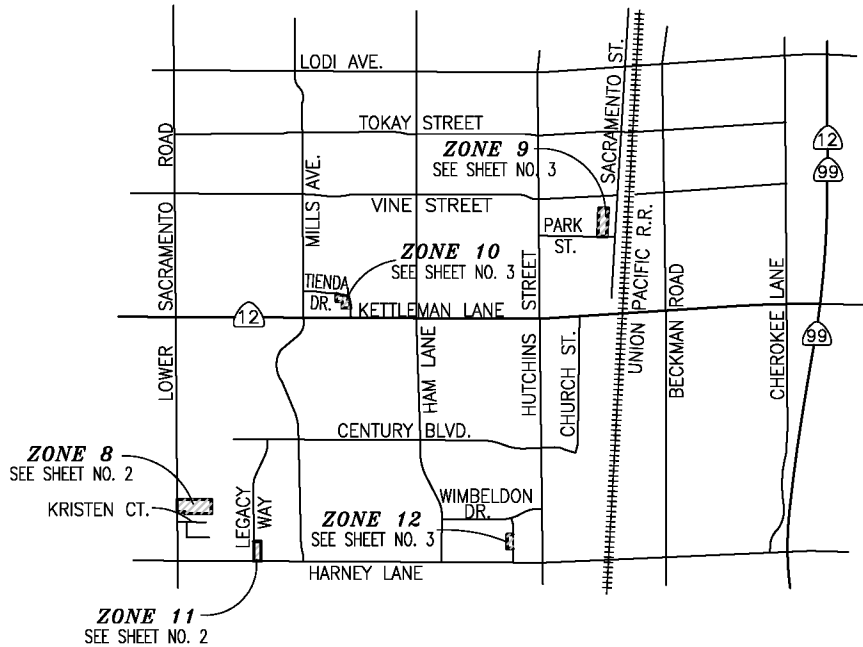 LODI AVE.
SACRAMENTO ST.
TOKAY STREET
ROAD
MILLS AVE.
ZONE 9
SEE SHEET NO. 3
12
99
VINE STREET
PARK
ST.
ZONE 10
SEE SHEET NO. 3
TIENDA
DR.
SACRAMENTO
12
KETTLEMAN LANE
STREET
UNION PACIFIC R.R.
BECKMAN ROAD
CHEROKEE LANE
99
LOWER
HAM LANE
HUTCHINS
CHURCH ST.
CENTURY BLVD.
ZONE 8
SEE SHEET NO. 2
KRISTEN CT.
LEGACY
WAY
WIMBELDON
DR.
ZONE 12
SEE SHEET NO. 3
HARNEY LANE
ZONE 11
SEE SHEET NO. 2